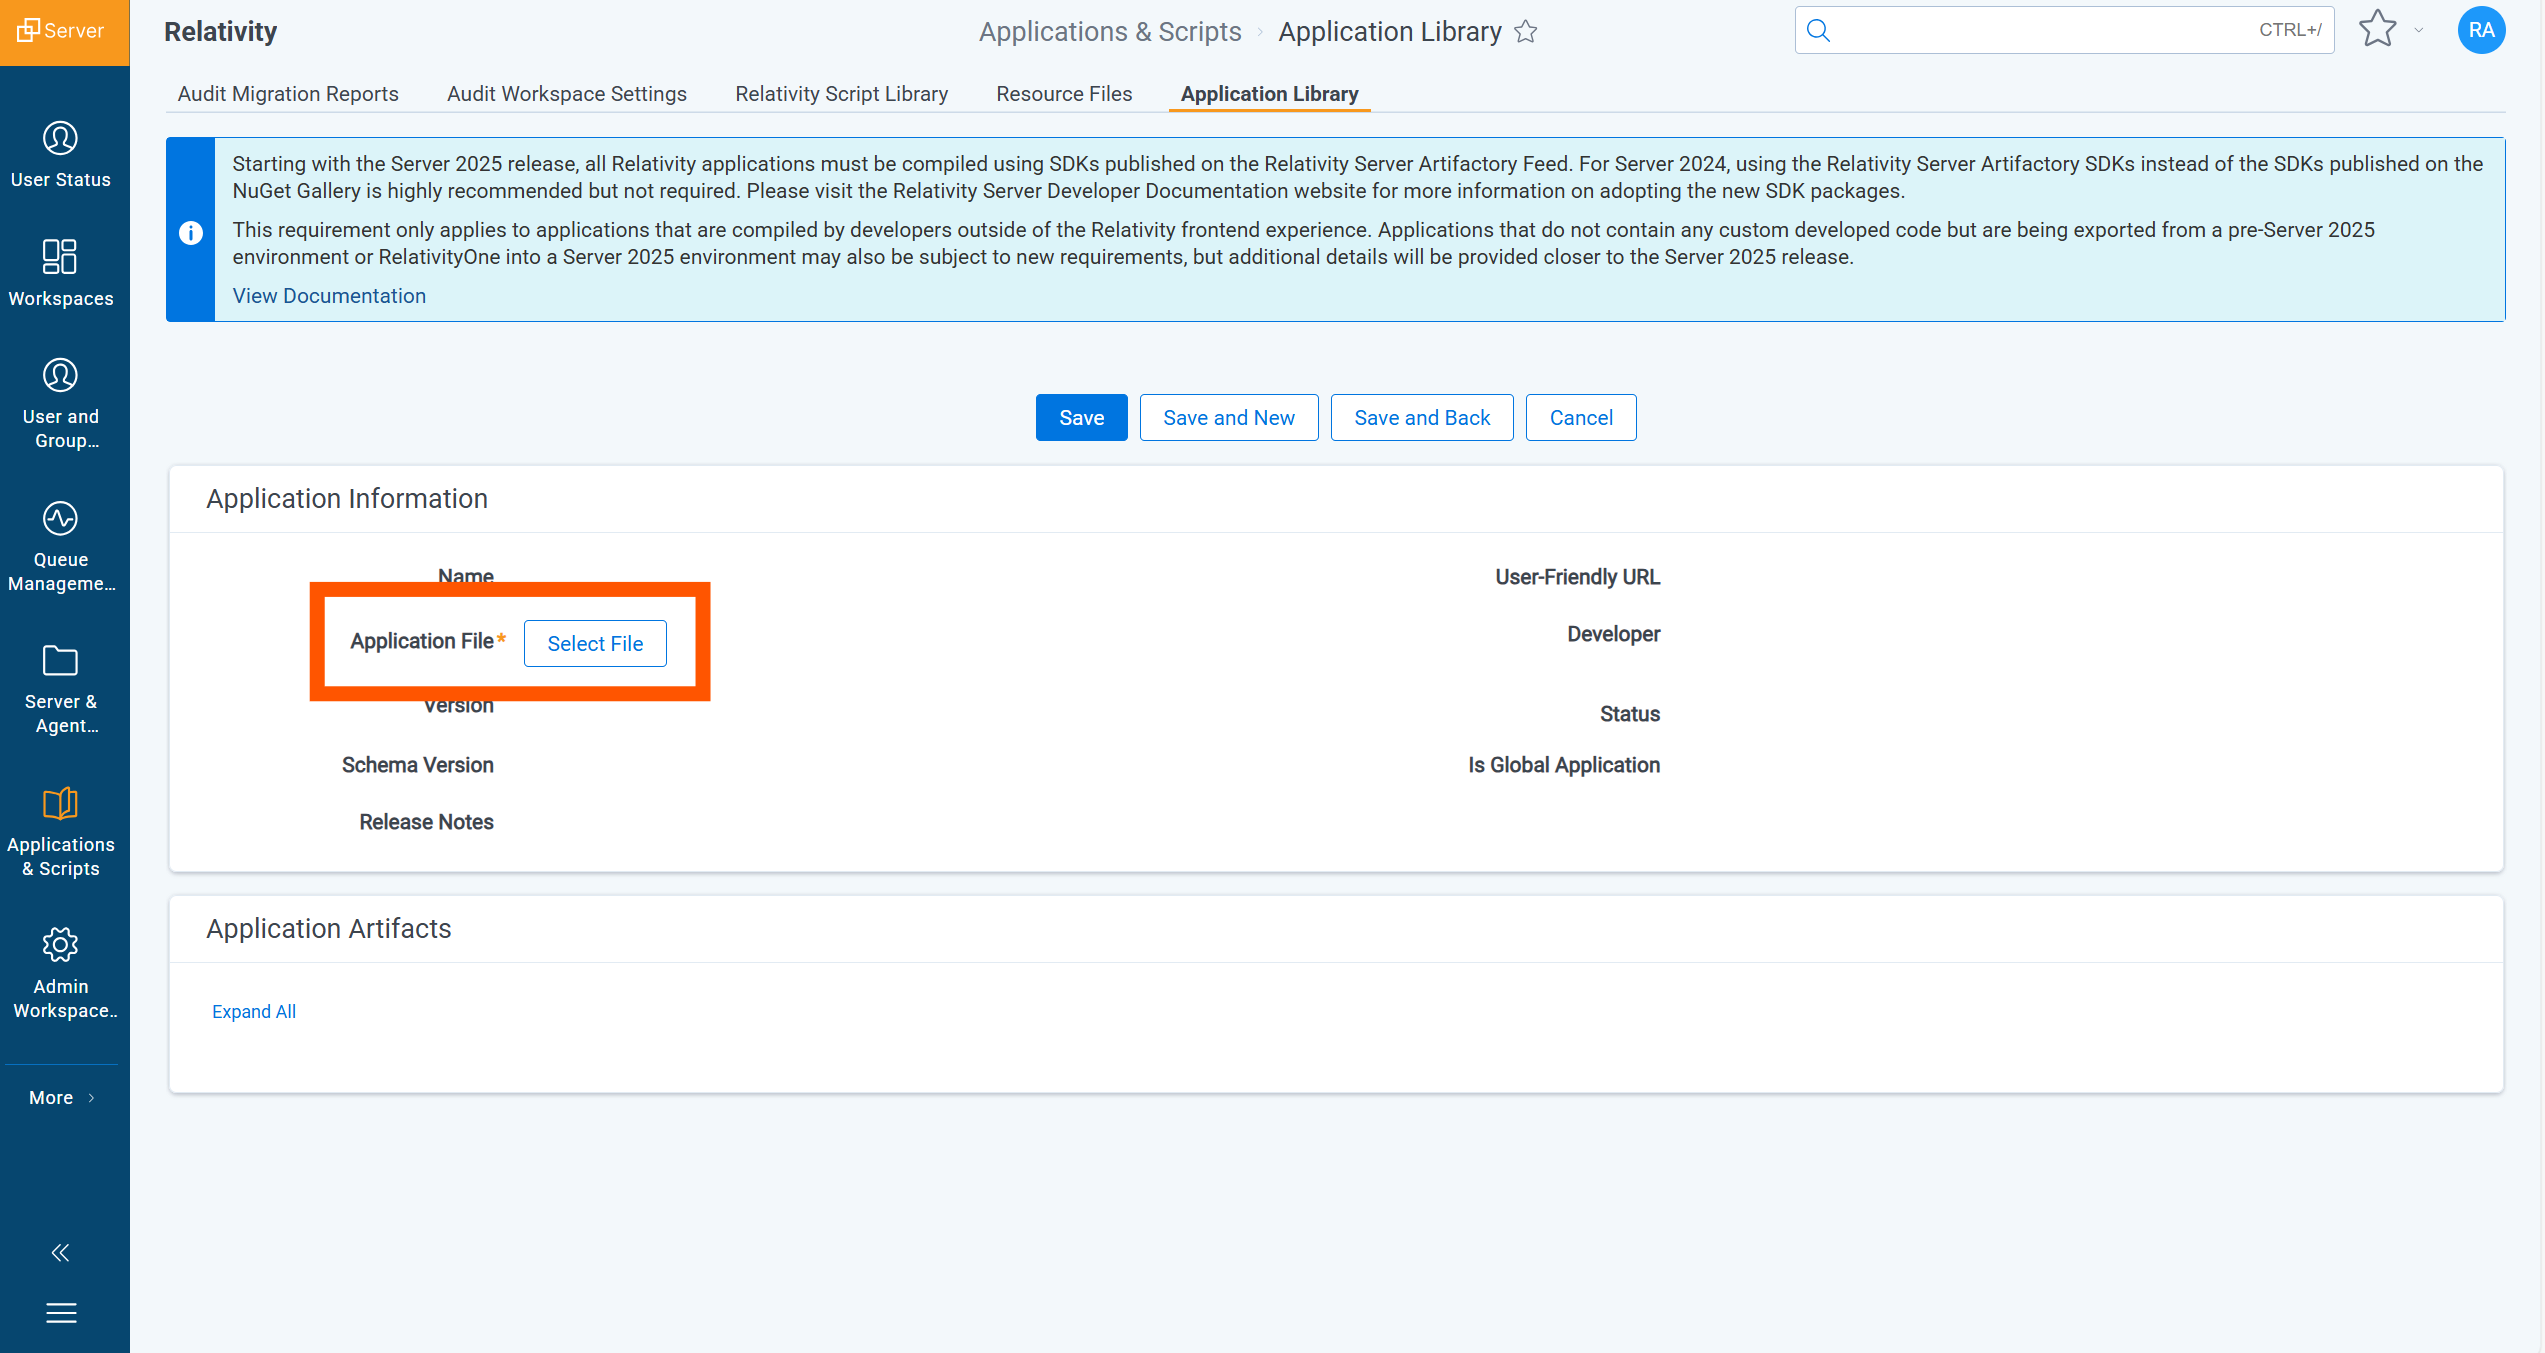 Server
Relativity
Applications & Scripts
Application Library
CTRL+/
RA
Audit Migration Reports
Audit Workspace Settings
Relativity Script Library
Resource Files
Application Library
Starting with the Server 2025 release, all Relativity applications must be compiled using SDKs published on the Relativity Server Artifactory Feed. For Server 2024, using the Relativity Server Artifactory SDKs instead of the SDKs published on the
NuGet Gallery is highly recommended but not required. Please visit the Relativity Server Developer Documentation website for more information on adopting the new SDK packages.
This requirement only applies to applications that are compiled by developers outside of the Relativity frontend experience. Applications that do not contain any custom developed code but are being exported from a pre-Server 2025
environment or RelativityOne into a Server 2025 environment may also be subject to new requirements, but additional details will be provided closer to the Server 2025 release.
View Documentation
User Status
Workspaces
User and
Group...
Queue
Manageme...
Server &
Agent...
Applications
& Scripts
Admin
Workspace..
More
Save
Save and New
Save and Back
Cancel
Application Information
Name
Application File*
Select File
Version
Schema Version
Release Notes
User-Friendly URL
Developer
Status
Is Global Application
Application Artifacts
Expand All